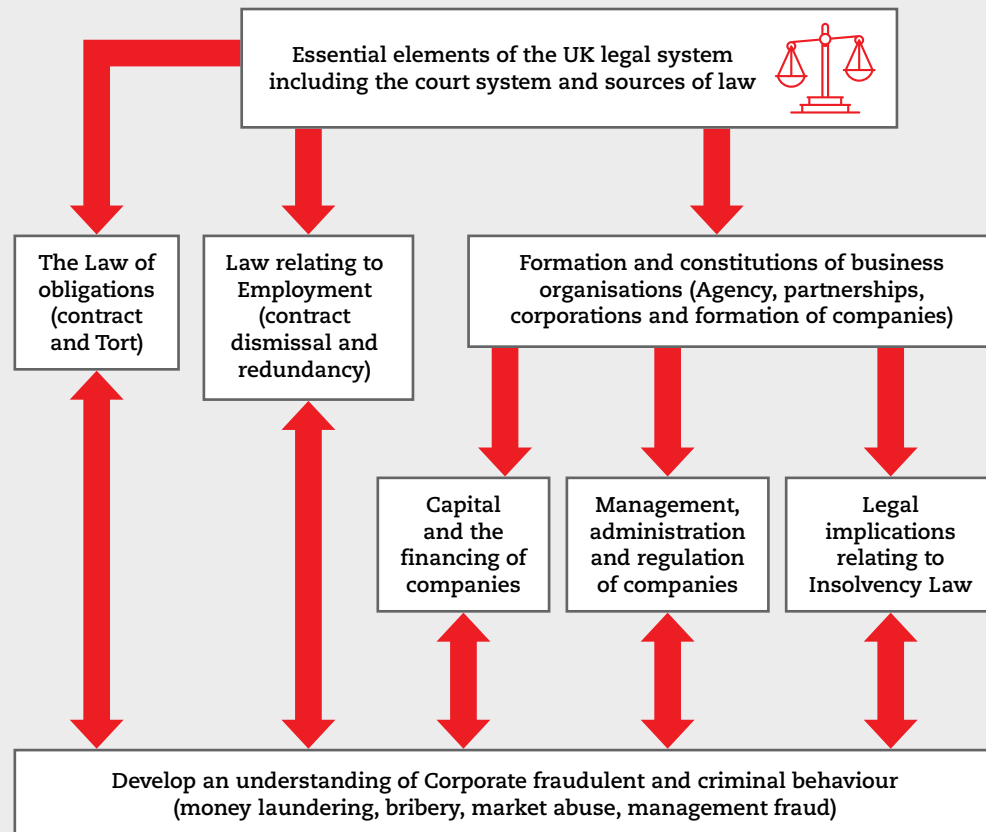 Essential elements of the UK legal system
including the court system and sources of law
The Law of
obligations
(contract
and Tort)
Law relating to
Employment
(contract
dismissal and
redundancy)
Formation and constitutions of business
organisations (Agency, partnerships,
corporations and formation of companies)
Capital
and the
financing of
companies
Management,
administration
and regulation
of companies
Legal
implications
relating to
Insolvency Law
Develop an understanding of Corporate fraudulent and criminal behaviour
(money laundering, bribery, market abuse, management fraud)